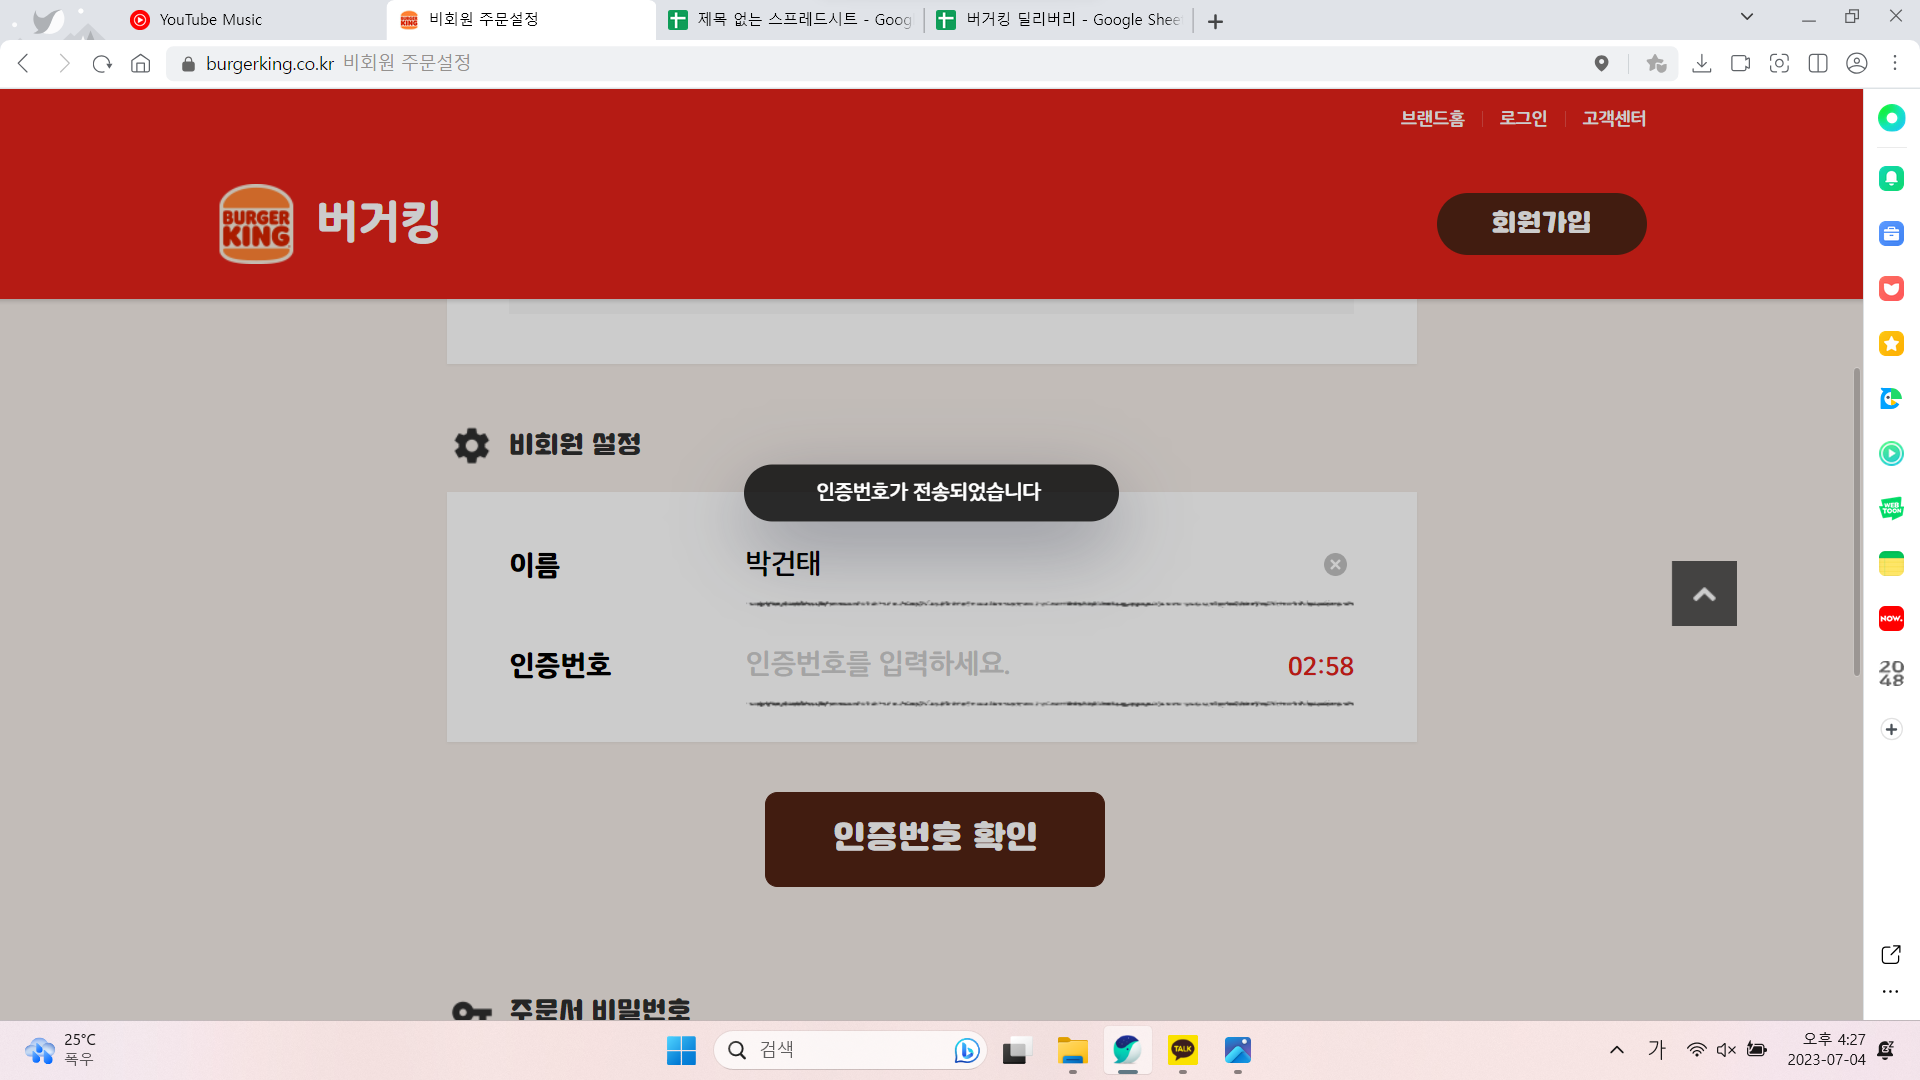 YouTube Music
비회원 주문설정
제목 없는 스프레드시트 - Goog
버거킹 딜리버리 - Google Shee
burgerking.co.kr 비회원 주문설정
브랜드홈
로그인
고객센터
BURGER
KING
버거킹
회원가입
비회원 설정
인증번호가 전송되었습니다
이름
박건태
인증번호
인증번호를 입력하세요.
02:58
인증번호 확인
주문서 비밀번호
WEB
TOON
NOW.
20
48
25°C
폭우
검색
TALK
가
오후 4:27
2023-07-04